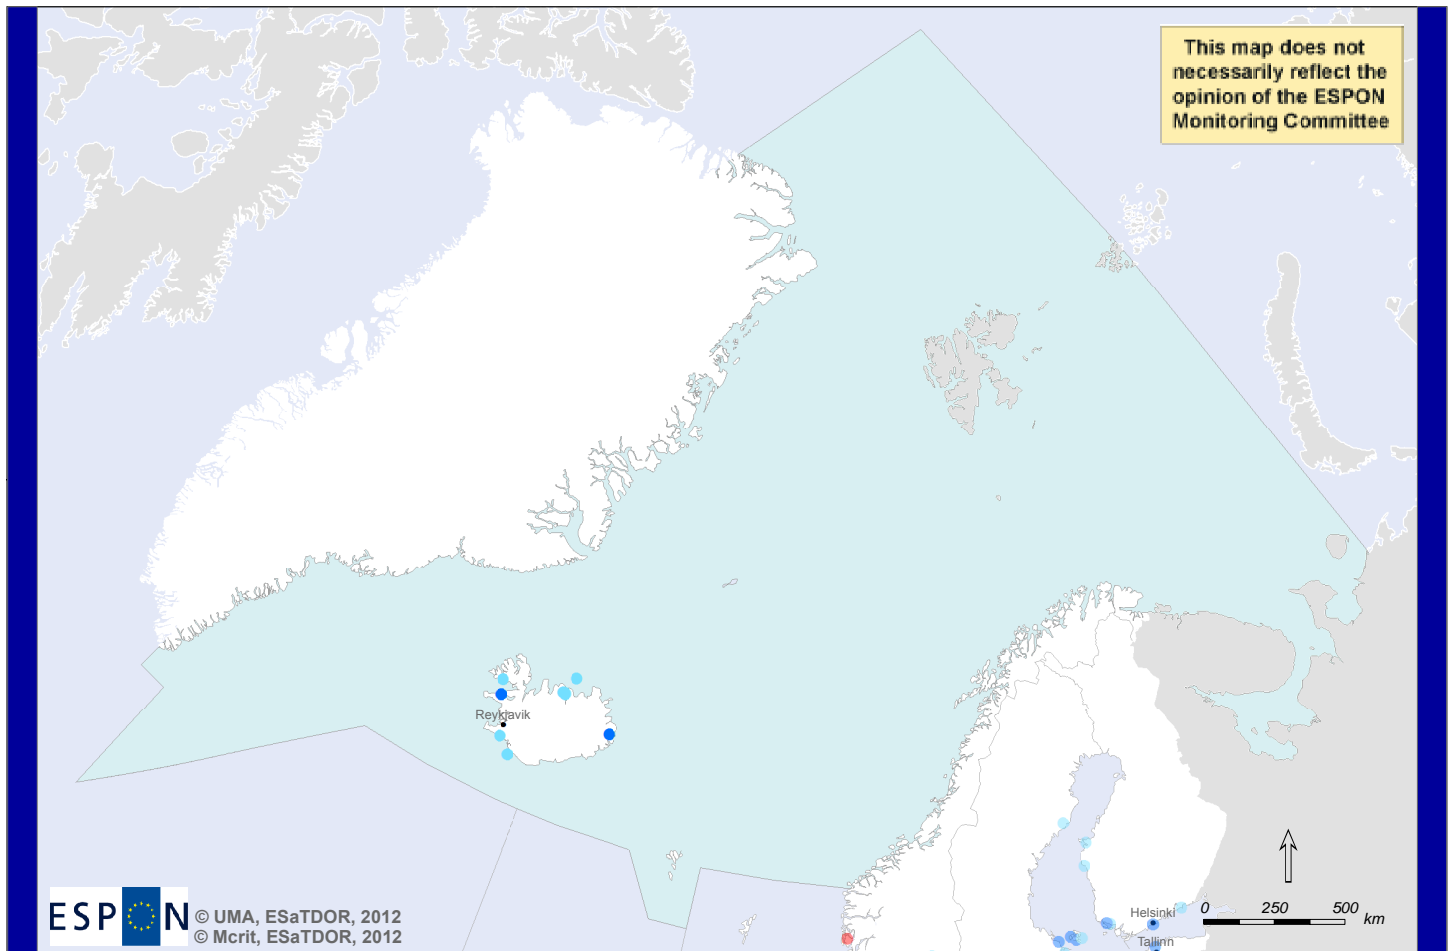 This map does not
necessarily reflect the
opinion of the ESPON
Monitoring Committee
Reykjavik
Helsinki
Tallinn
0 250 500 km
ESPON
© UMA, ESaTDOR, 2012
© Mcrit, ESaTDOR, 2012